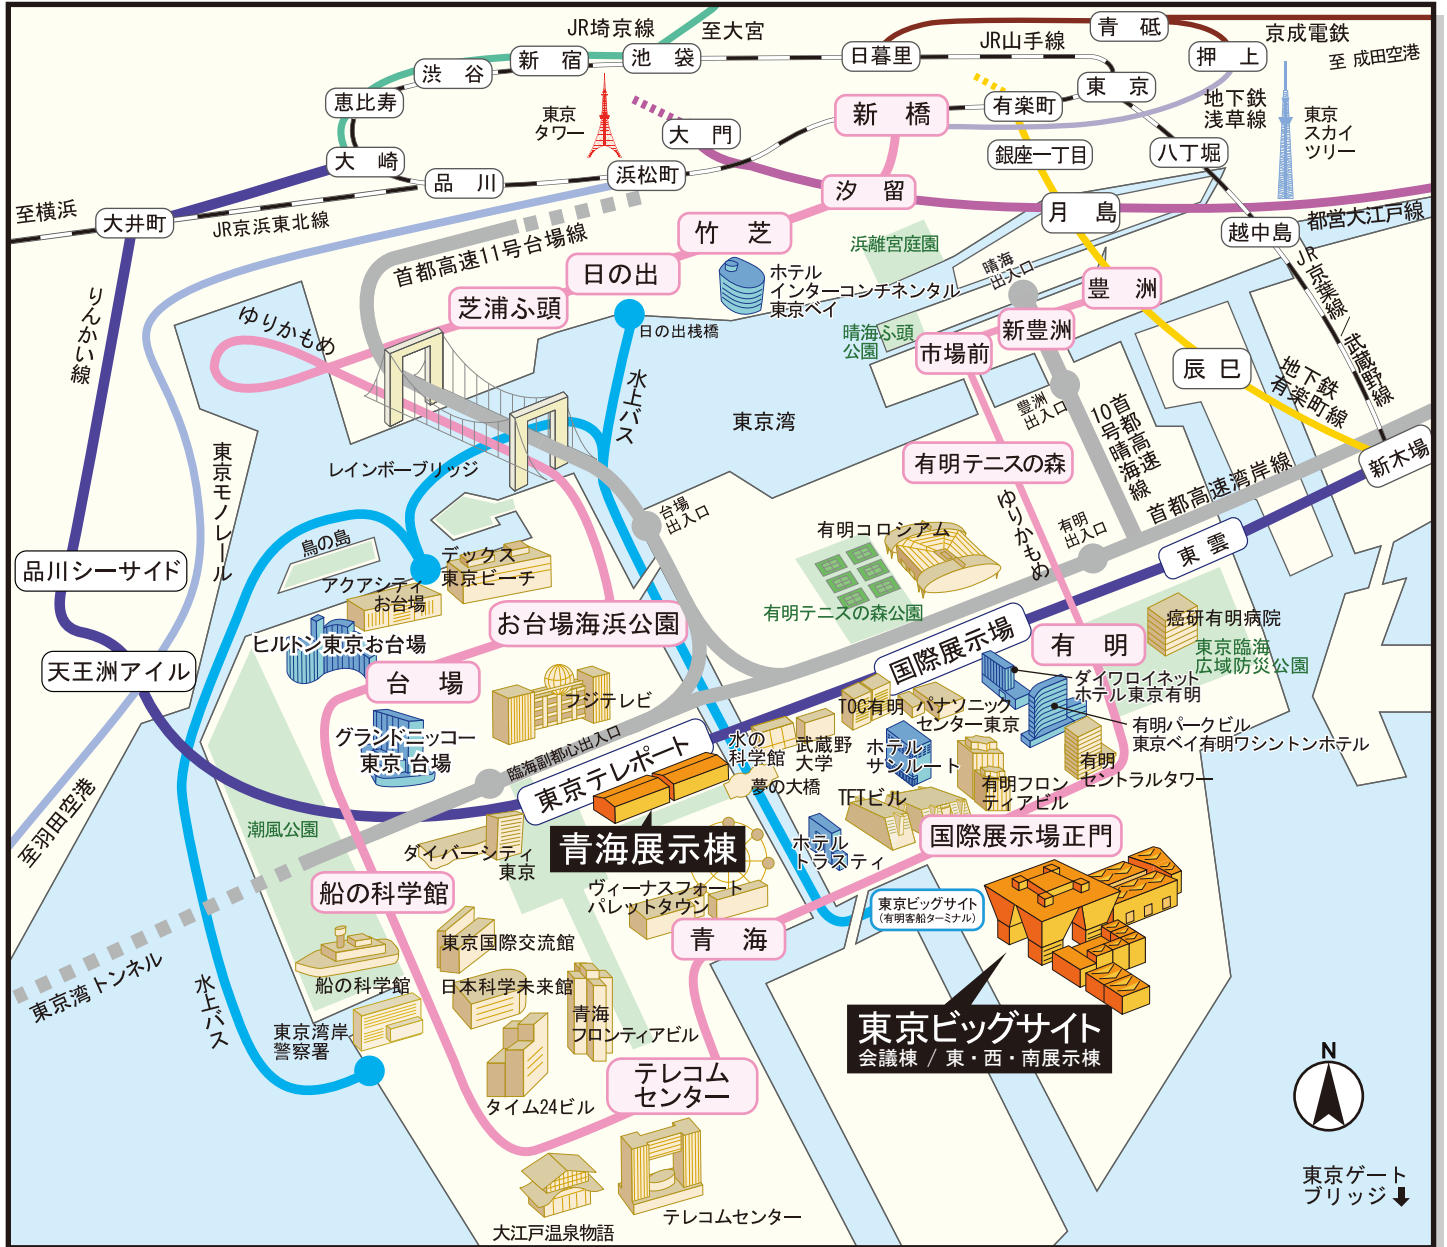 JR埼京線
至大宮
青 砥
京成電鉄
至 成田空港
新 宿
池 袋
日暮里
JR山手線
押 上
渋 谷
東 京
恵比寿
東京
タワー
大 門
新 橋
有楽町
地下鉄
浅草線
東京
スカイ
ツリー
大 崎
品 川
浜松町
銀座一丁目
八丁堀
至横浜
大井町
JR京浜東北線
汐 留
月 島
越中島
都営大江戸線
首都高速11号台場線
竹 芝
浜離宮庭園
晴海
出入口
JR京葉線/武蔵野線
りんかい線
ゆりかもめ
日の出
芝浦ふ頭
ホテル
インターコンチネンタル
東京ベイ
豊 洲
新豊洲
晴海ふ頭
公園
市場前
日の出桟橋
水上バス
東京湾
豊洲
出入口
辰 巳
地下鉄
有楽町線
10号
首都高速
晴海線
東京モノレール
レインボーブリッジ
有明テニスの森
ゆりかもめ
首都高速湾岸線
新木場
台場
出入口
有明
出入口
有明コロシアム
鳥の島
デックス
東京ビーチ
アクアシティ
お台場
品川シーサイド
東 雲
有明テニスの森公園
お台場海浜公園
ヒルトン東京お台場
国際展示場
有 明
癌研有明病院
東京臨海
広域防災公園
天王洲アイル
台 場
フジテレビ
ダイワロイネット
ホテル東京有明
TOC有明
パナソニック
センター東京
有明パークビル
東京ベイ有明ワシントンホテル
グランドニッコー
東京 台場
臨海副都心出入口
東京テレポート
水の
科学館
武蔵野
大学
ホテル
サンルート
有明
セントラルタワー
有明フロン
ティアビル
夢の大橋
TFTビル
至羽田空港
潮風公園
青海展示棟
ホテル
トラスティ
国際展示場正門
ダイバーシティ
東京
船の科学館
ヴィーナスフォート
パレットタウン
東京ビッグサイト
(有明客船ターミナル)
青 海
東京国際交流館
船の科学館
日本科学未来館
東京湾トンネル
水上バス
東京湾岸
警察署
青海
フロンティアビル
東京ビッグサイト
会議棟 / 東・西・南展示棟
テレコム
センター
タイム24ビル
N
大江戸温泉物語
テレコムセンター
東京ゲート
ブリッジ